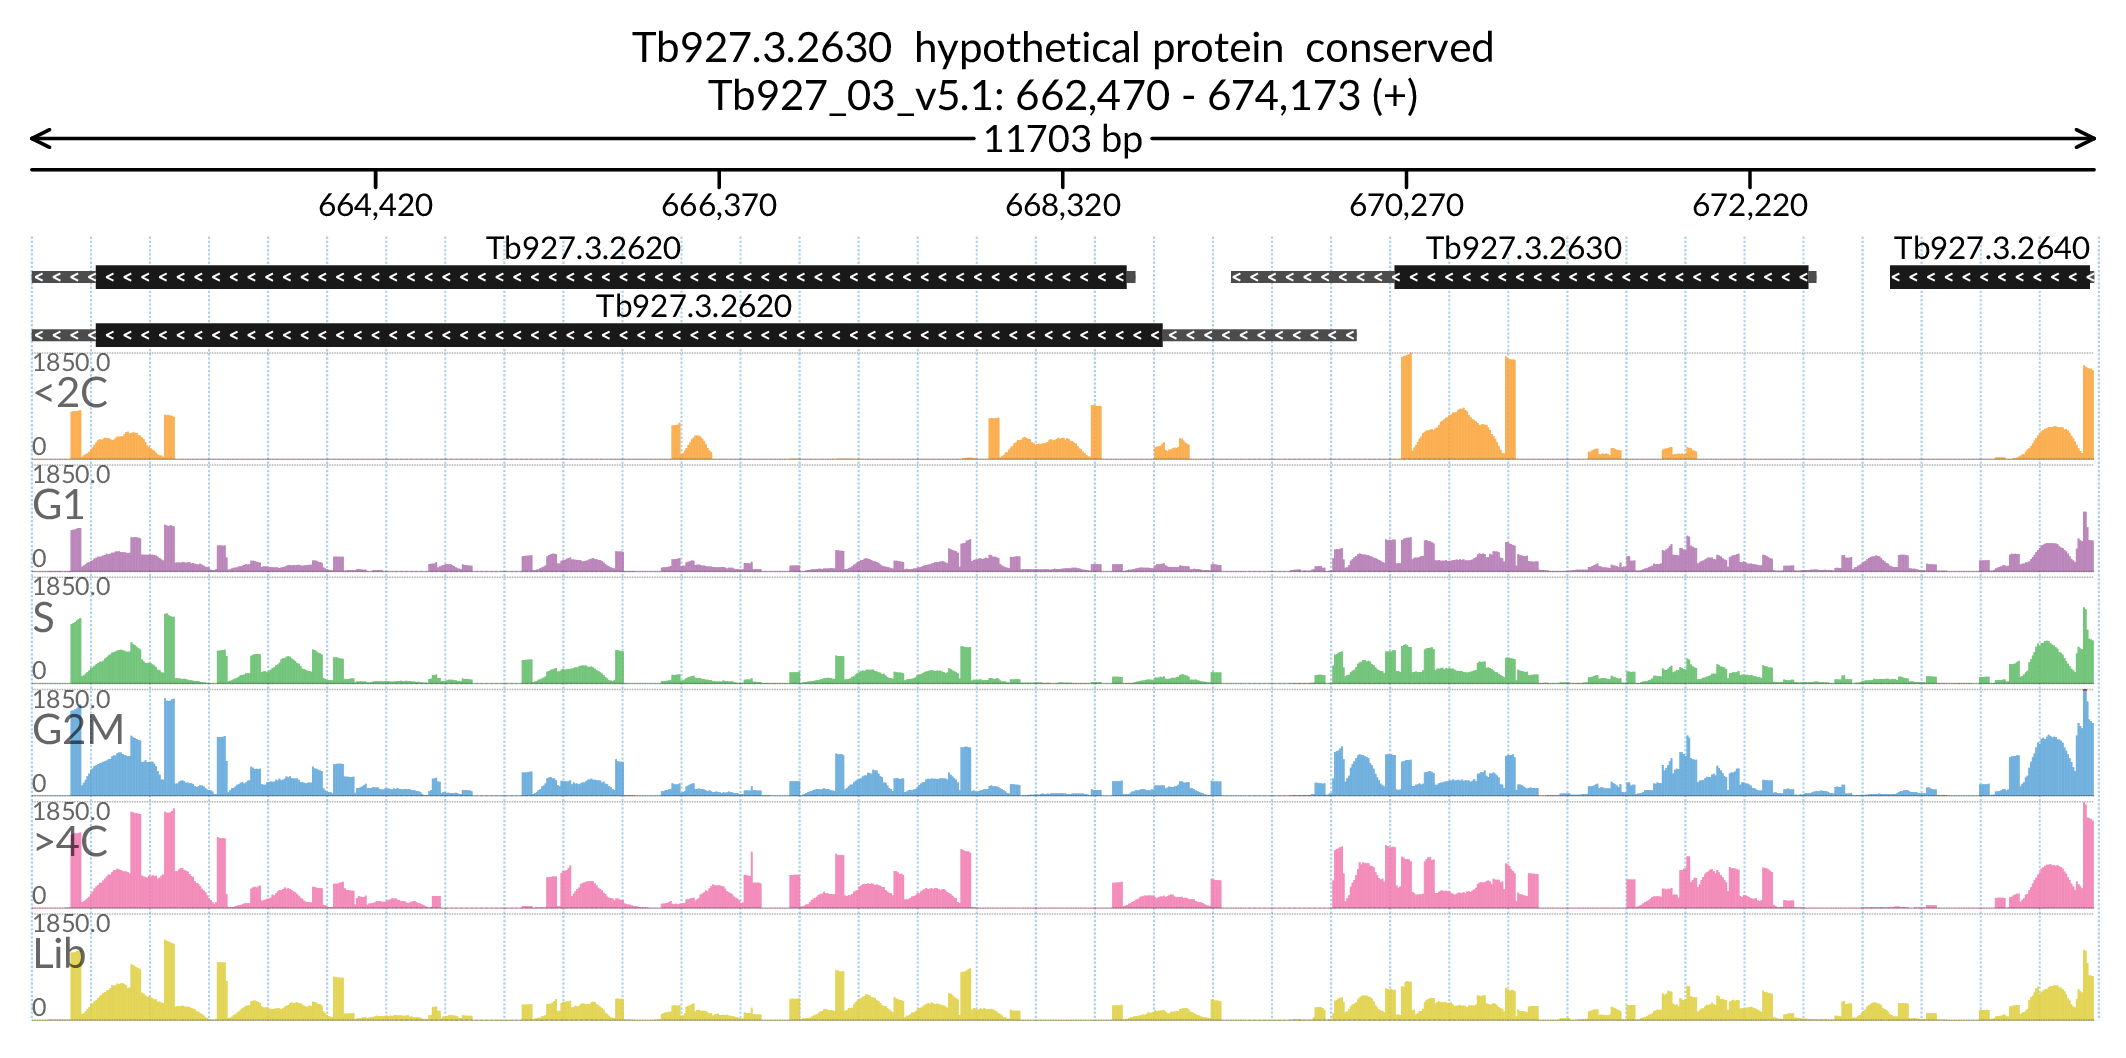 Tb927.3.2630  hypothetical protein  conserved
Tb927_03_v5.1: 662,470 - 674,173 (+)
11703 bp
664,420 666,370 668,320 670,270 672,220
Tb927.3.2620 Tb927.3.2630 Tb927.3.2640
Tb927.3.2620
1850.0
<2C
0
1850.0
G1
0
1850.0
S
0
1850.0
G2M
0
1850.0
>4C
0
1850.0
Lib
0